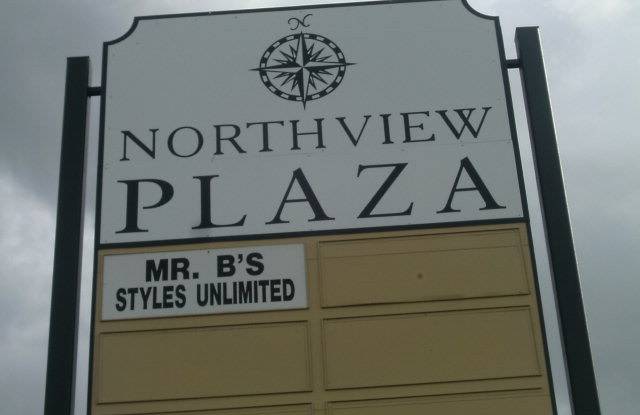 N
NORTHVIEW
PLAZA
MR. B'S
STYLES UNLIMITED